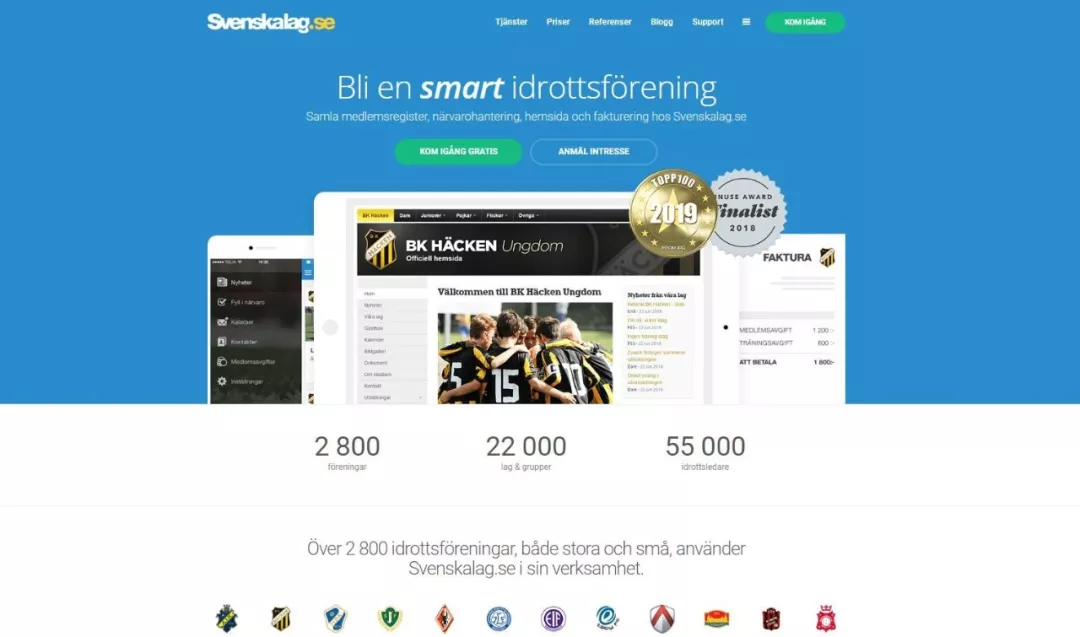 Svenskalag.se
Tjänster Priser Referenser Blogg Support KOM IGÅNG
Bli en smart idrottsförening
Samla medlemsregister, närvarohantering, hemsida och fakturering hos Svenskalag.se
KOM IGÅNG GRATIS ANMÄL INTRESSE
TOPP100
2019
AWARD
Finalist
2018
BK Häcken Dam Juniorer Pojkar Flickor Övriga
BK HÄCKEN Ungdom
Officiell hemsida
FAKTURA
Nyheter
Fyll i närvaro
Kalender
Kontakter
Medlemsavgifter
Inställningar
Hem
Nyheter
Våra lag
Gästbok
Kalender
Bildgalleri
Dokument
Om klubben
Kontakt
Välkommen till BK Häcken Ungdom
15
Nyheter från våra lag
MEDLEMSAVGIFT 1 200:-
TRÄNINGSAVGIFT 600:-
ATT BETALA 1 800:-
2 800
föreningar
22 000
lag & grupper
55 000
idrottsledare
Över 2 800 idrottsföreningar, både stora och små, använder
Svenskalag.se i sin verksamhet.